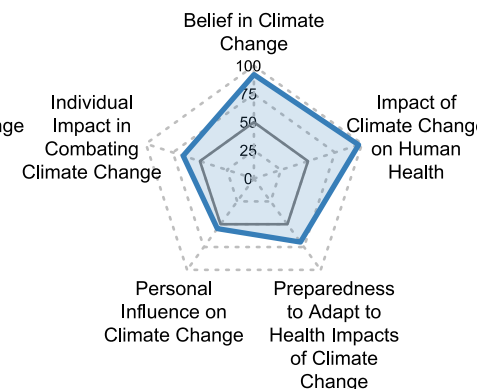 Belief in Climate
Change
100
75
50
25
0
Individual
Impact in
Combating
Climate Change
nge
Impact of
Climate Change
on Human
Health
Personal
Influence on
Climate Change
Preparedness
to Adapt to
Health Impacts
of Climate
Change